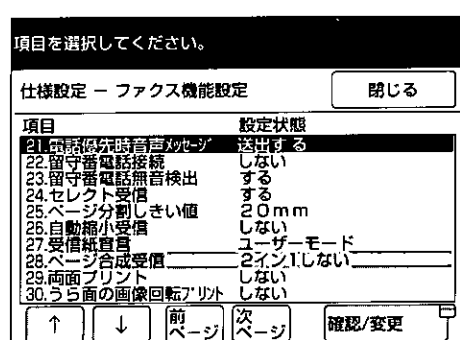 項目を選択してください。
仕様設定 － ファクス機能設定 閉じる
項目 設定状態
21.電話優先時音声メッセージ 送出する
22.留守番電話接続 しない
23.留守番電話無音検出 する
24.セレクト受信 する
25.ページ分割しきい値 20mm
26.自動縮小受信 しない
27.受信紙宣言 ユーザーモード
28.ページ合成受信 2イン1しない
29.両面プリント しない
30.うら面の画像回転プリント しない
↑ ↓ 前ページ 次ページ 確認/変更